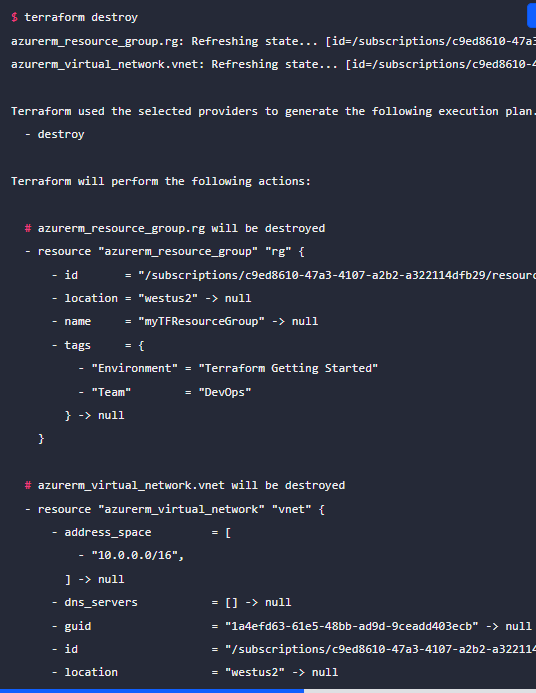 $ terraform destroy
azurerm_resource_group.rg: Refreshing state... [id=/subscriptions/c9ed8610-47a3
azurerm_virtual_network.vnet: Refreshing state... [id=/subscriptions/c9ed8610-4
Terraform used the selected providers to generate the following execution plan.
- destroy
Terraform will perform the following actions:
# azurerm_resource_group.rg will be destroyed
- resource "azurerm_resource_group" "rg" {
- id       = "/subscriptions/c9ed8610-47a3-4107-a2b2-a322114dfb29/resourc
- location = "westus2" -> null
- name     = "myTFResourceGroup" -> null
- tags     = {
- "Environment" = "Terraform Getting Started"
- "Team"        = "DevOps"
} -> null
}
# azurerm_virtual_network.vnet will be destroyed
- resource "azurerm_virtual_network" "vnet" {
- address_space         = [
- "10.0.0.0/16",
] -> null
- dns_servers           = [] -> null
- guid                  = "1a4efd63-61e5-48bb-ad9d-9ceadd403ecb" -> null
- id                    = "/subscriptions/c9ed8610-47a3-4107-a2b2-a322114
- location              = "westus2" -> null